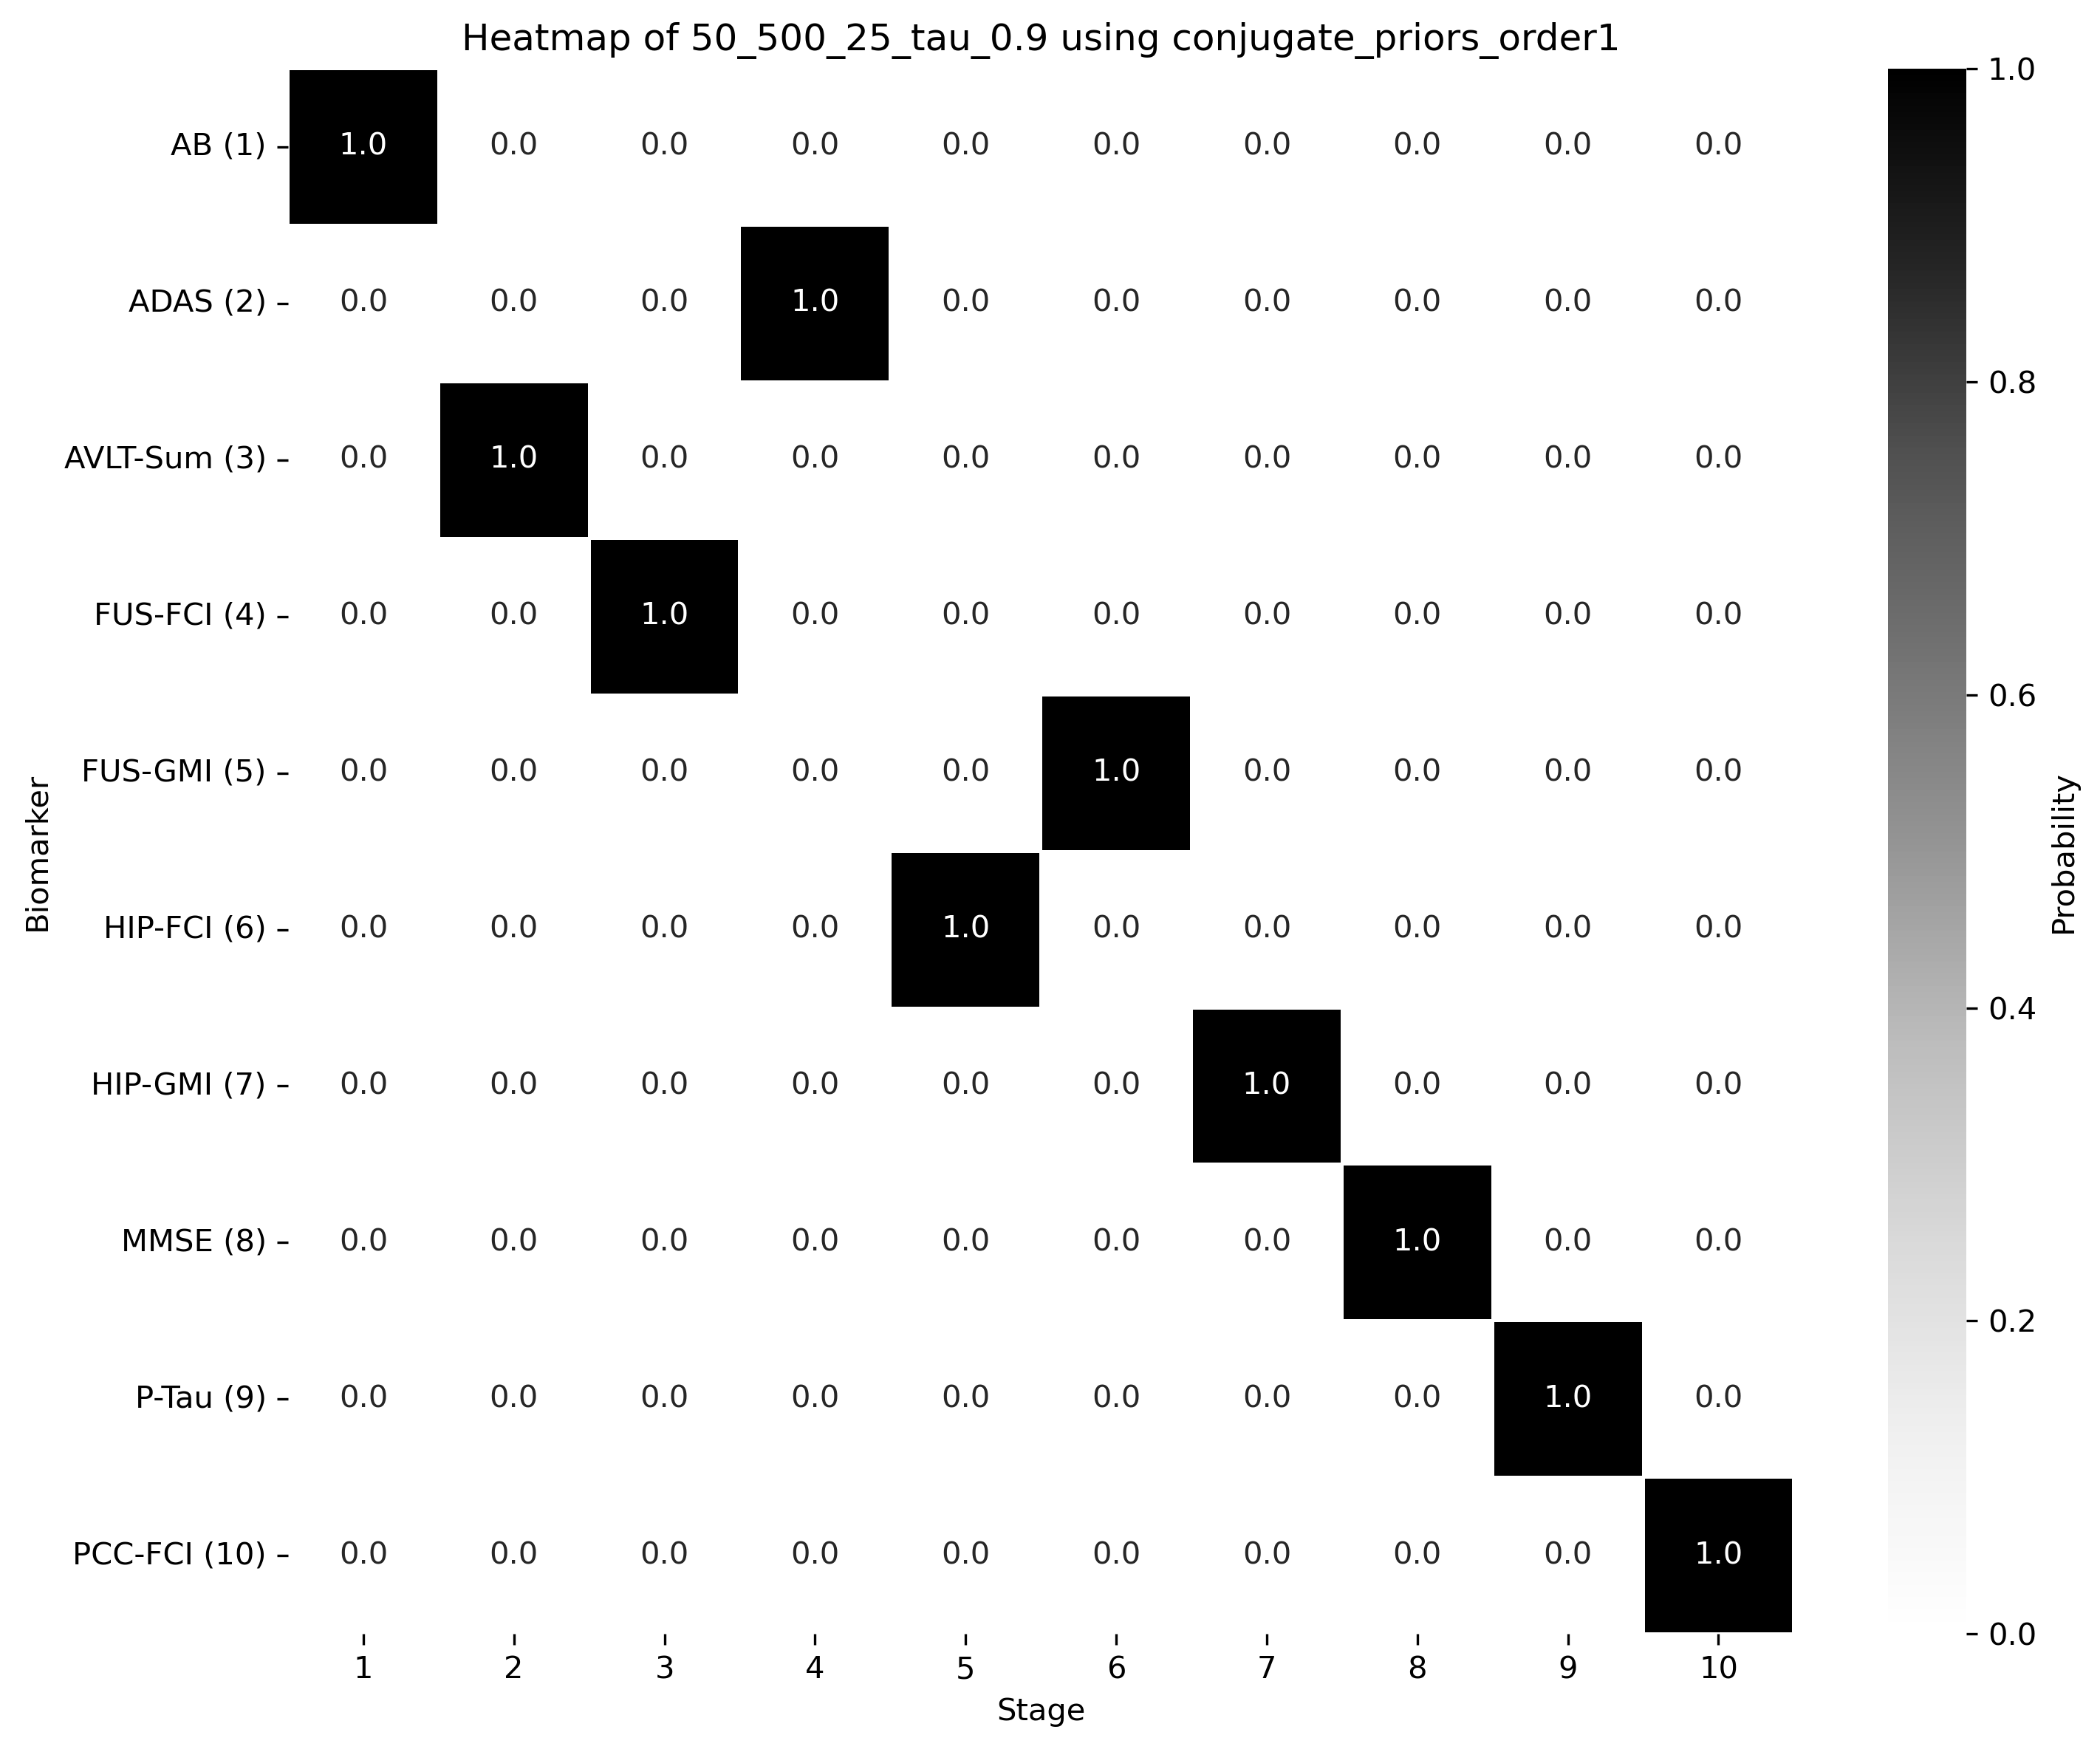 Heatmap of 50_500_25_tau_0.9 using conjugate_priors_order1
AB (1) 1.0 0.0 0.0 0.0 0.0 0.0 0.0 0.0 0.0 0.0
ADAS (2) 0.0 0.0 0.0 1.0 0.0 0.0 0.0 0.0 0.0 0.0
AVLT-Sum (3) 0.0 1.0 0.0 0.0 0.0 0.0 0.0 0.0 0.0 0.0
FUS-FCI (4) 0.0 0.0 1.0 0.0 0.0 0.0 0.0 0.0 0.0 0.0
FUS-GMI (5) 0.0 0.0 0.0 0.0 0.0 1.0 0.0 0.0 0.0 0.0
HIP-FCI (6) 0.0 0.0 0.0 0.0 1.0 0.0 0.0 0.0 0.0 0.0
HIP-GMI (7) 0.0 0.0 0.0 0.0 0.0 0.0 1.0 0.0 0.0 0.0
MMSE (8) 0.0 0.0 0.0 0.0 0.0 0.0 0.0 1.0 0.0 0.0
P-Tau (9) 0.0 0.0 0.0 0.0 0.0 0.0 0.0 0.0 1.0 0.0
PCC-FCI (10) 0.0 0.0 0.0 0.0 0.0 0.0 0.0 0.0 0.0 1.0
1 2 3 4 5 6 7 8 9 10
Stage
Biomarker
1.0
0.8
0.6
0.4
0.2
0.0
Probability